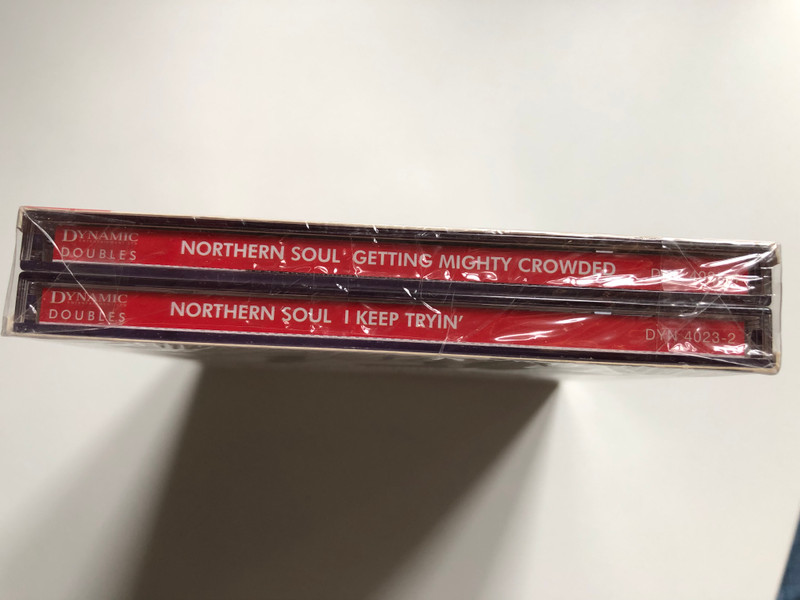 DYNAMIC
DOUBLES
NORTHERN SOUL GETTING MIGHTY CROWDED
DYNAMIC
DOUBLES
NORTHERN SOUL I KEEP TRYIN'
DYN 4023-2